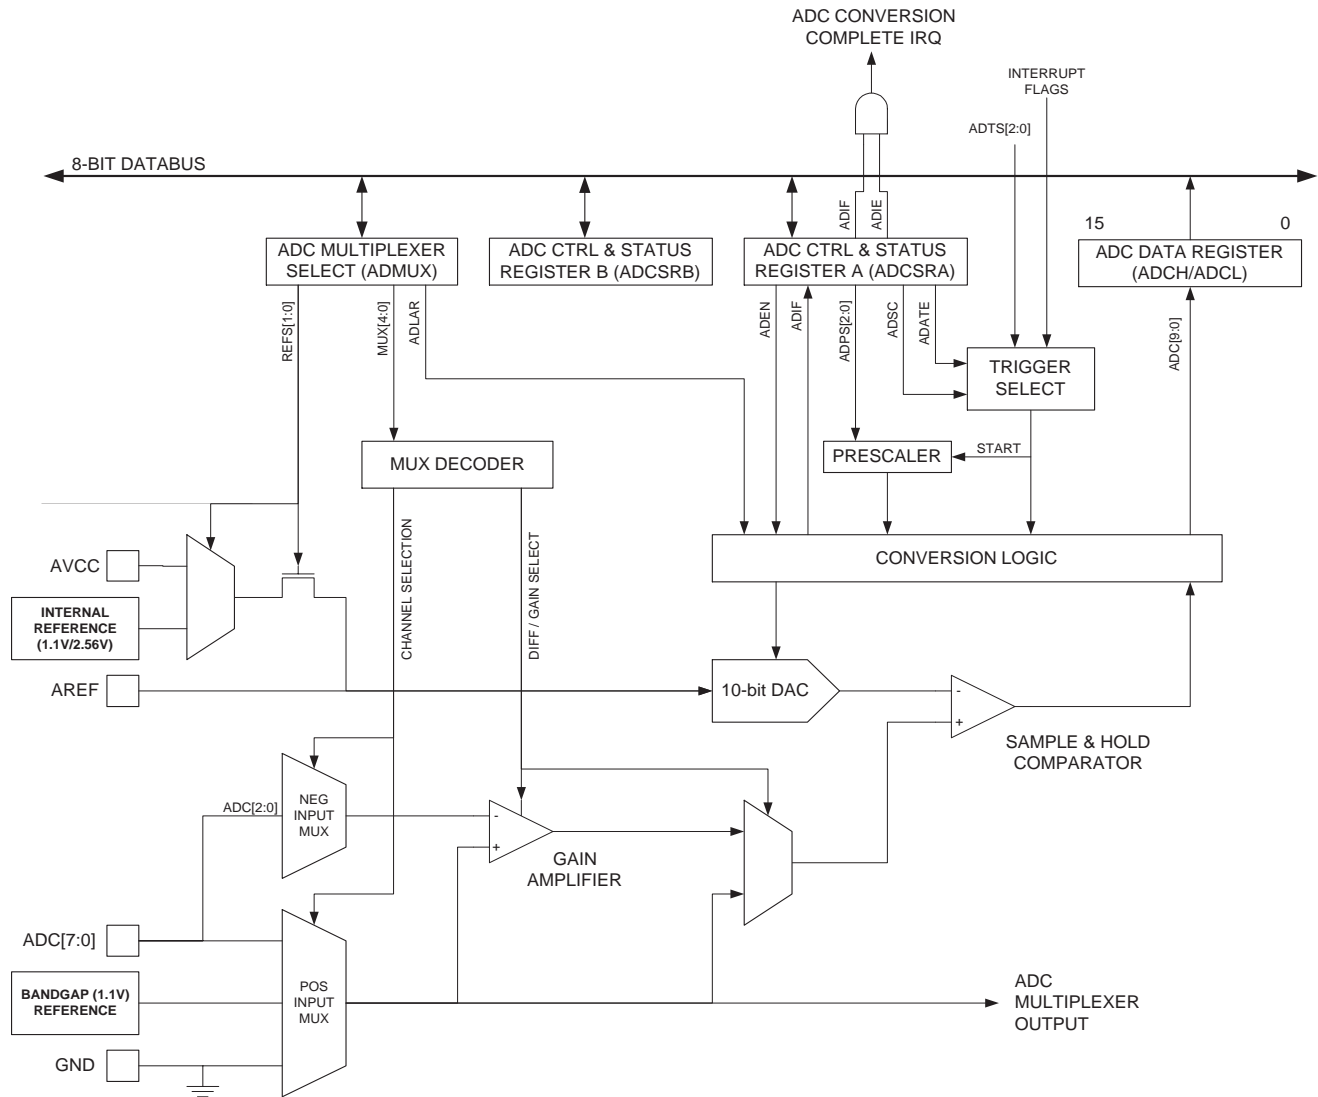 ADC CONVERSION
COMPLETE IRQ
INTERRUPT
FLAGS
ADTS[2:0]
8-BIT DATABUS
ADIF
ADIE
15
0
ADC MULTIPLEXER
SELECT (ADMUX)
ADC CTRL & STATUS
REGISTER B (ADCSRB)
ADC CTRL & STATUS
REGISTER A (ADCSRA)
ADC DATA REGISTER
(ADCH/ADCL)
REFS[1:0]
MUX[4:0]
ADLAR
ADEN
ADIF
ADPS[2:0]
ADSC
ADATE
ADC[9:0]
TRIGGER
SELECT
MUX DECODER
PRESCALER
START
CHANNEL SELECTION
DIFF / GAIN SELECT
CONVERSION LOGIC
AVCC
INTERNAL
REFERENCE
(1.1V/2.56V)
AREF
10-bit DAC
-
+
SAMPLE & HOLD
COMPARATOR
ADC[2:0]
NEG
INPUT
MUX
-
+
GAIN
AMPLIFIER
ADC[7:0]
BANDGAP (1.1V)
REFERENCE
POS
INPUT
MUX
ADC
MULTIPLEXER
OUTPUT
GND